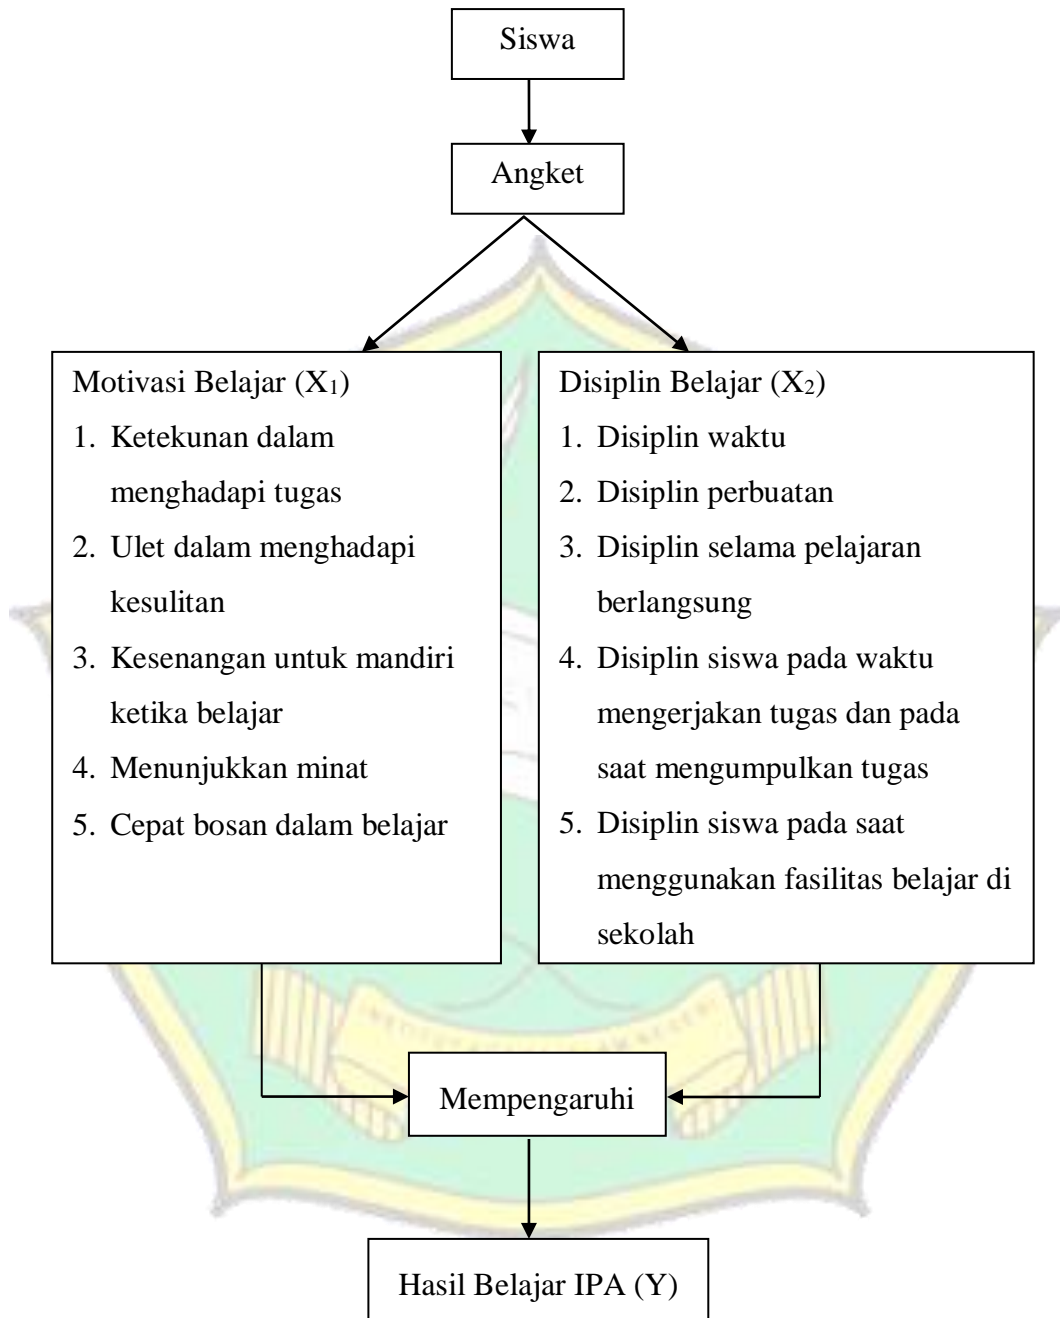 Siswa
Angket
Motivasi Belajar (X₁)
1. Ketekunan dalam
menghadapi tugas
2. Ulet dalam menghadapi
kesulitan
3. Kesenangan untuk mandiri
ketika belajar
4. Menunjukkan minat
5. Cepat bosan dalam belajar
Disiplin Belajar (X₂)
1. Disiplin waktu
2. Disiplin perbuatan
3. Disiplin selama pelajaran
berlangsung
4. Disiplin siswa pada waktu
mengerjakan tugas dan pada
saat mengumpulkan tugas
5. Disiplin siswa pada saat
menggunakan fasilitas belajar di
sekolah
Mempengaruhi
Hasil Belajar IPA (Y)